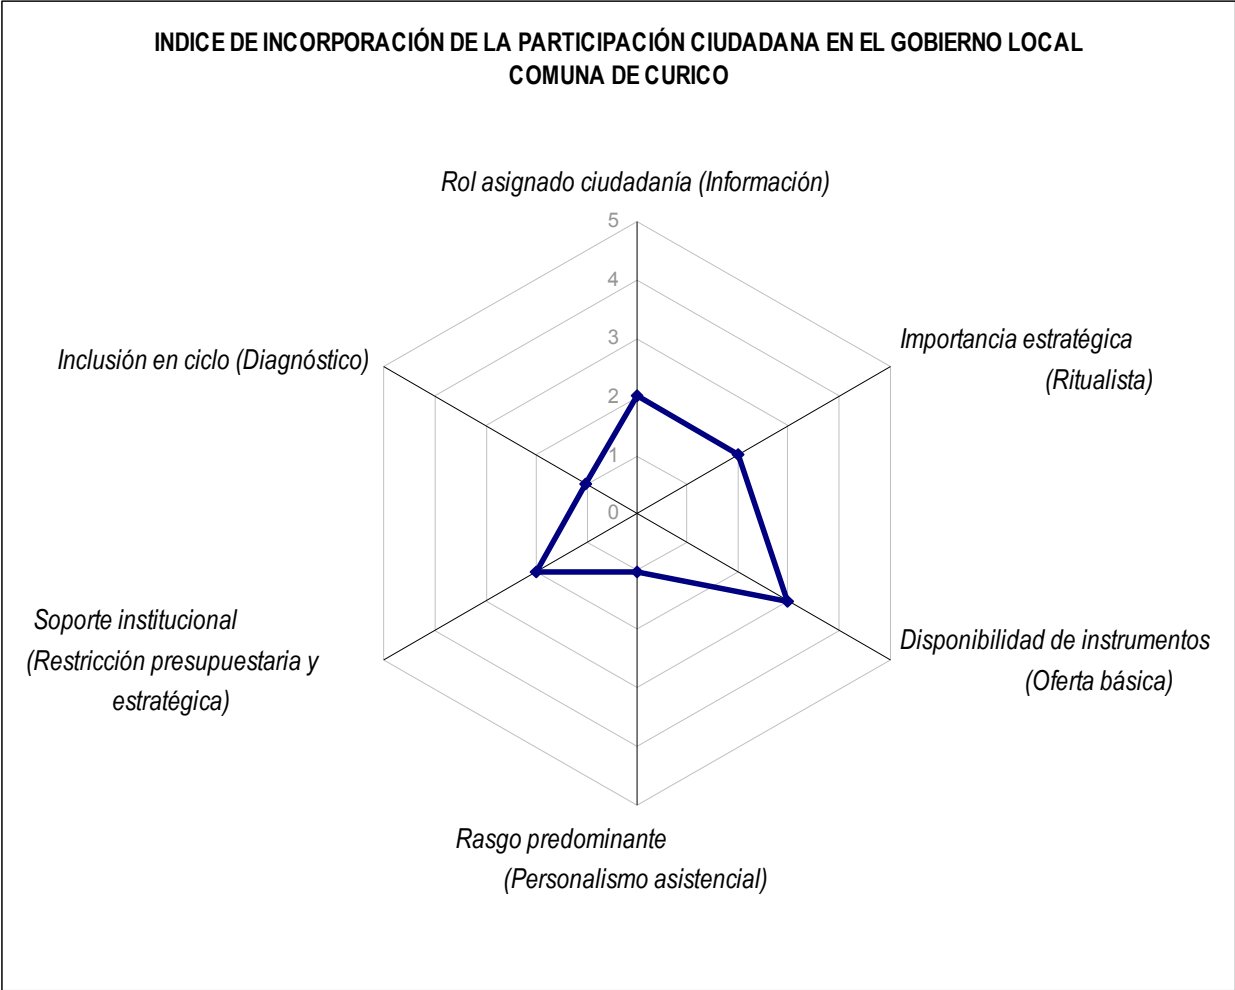 INDICE DE INCORPORACIÓN DE LA PARTICIPACIÓN CIUDADANA EN EL GOBIERNO LOCAL
COMUNA DE CURICO
Rol asignado ciudadanía (Información)
5
4
3
2
1
0
Importancia estratégica
(Ritualista)
Inclusión en ciclo (Diagnóstico)
Soporte institucional
(Restricción presupuestaria y
estratégica)
Disponibilidad de instrumentos
(Oferta básica)
Rasgo predominante
(Personalismo asistencial)